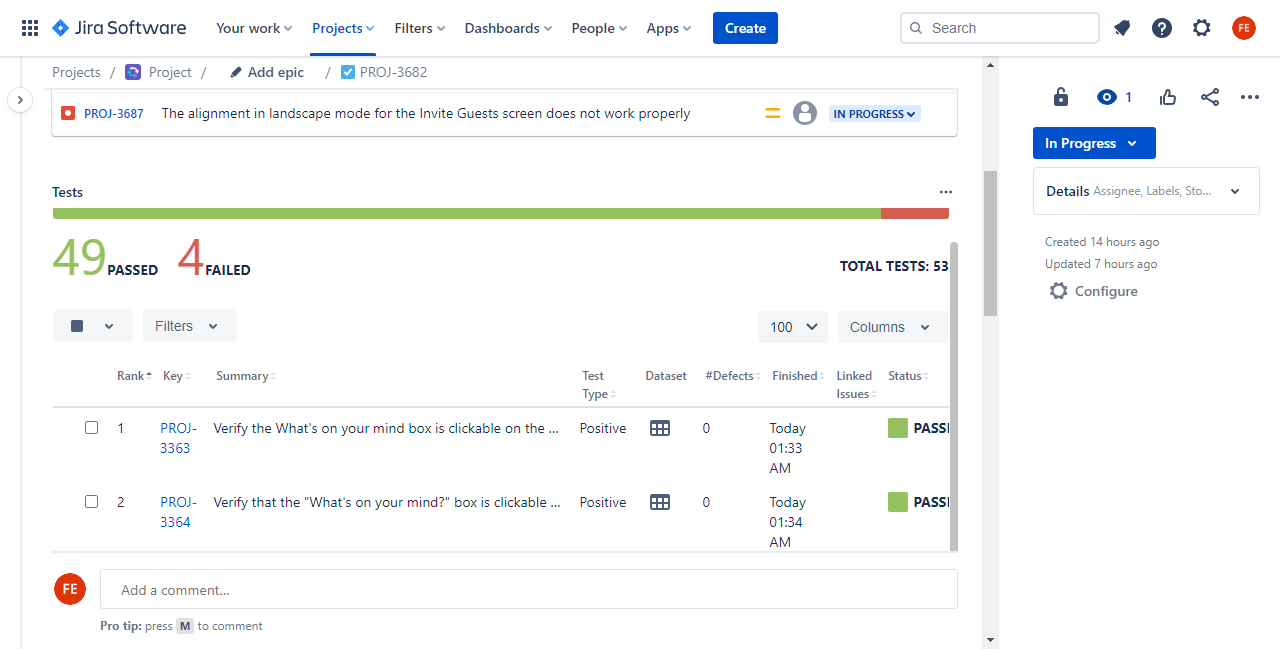 Jira Software Your work Projects Filters Dashboards People Apps Create Search FE
Projects / Project / Add epic / PROJ-3682
PROJ-3687 The alignment in landscape mode for the Invite Guests screen does not work properly IN PROGRESS
1
In Progress
Details Assignee, Labels, Sto...
Created 14 hours ago
Updated 7 hours ago
Configure
Tests
49 PASSED 4 FAILED TOTAL TESTS: 53
Filters 100 Columns
Rank Key Summary Test Type Dataset #Defects Finished Linked Issues Status
1 PROJ-3363 Verify the What's on your mind box is clickable on the ... Positive 0 Today 01:33 AM PASS
2 PROJ-3364 Verify that the "What's on your mind?" box is clickable ... Positive 0 Today 01:34 AM PASS
FE Add a comment...
Pro tip: press M to comment